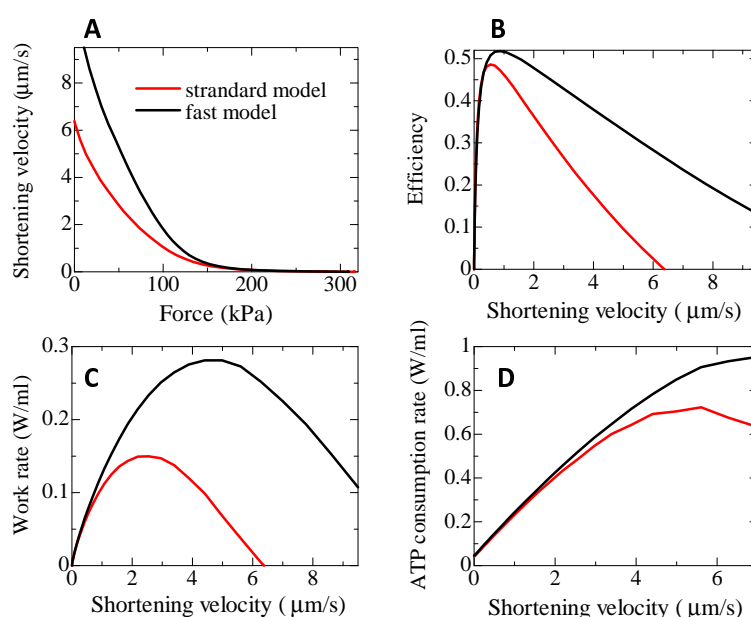 A
Shortening velocity (μm/s)
8
6
4
2
0
strandard model
fast model
0 100 200 300
Force (kPa)
B
Efficiency
0.5
0.4
0.3
0.2
0.1
0
0 2 4 6 8
Shortening velocity ( μm/s)
C
Work rate (W/ml)
0.3
0.2
0.1
0
0 2 4 6 8
Shortening velocity ( μm/s)
D
ATP consumption rate (W/ml)
1
0.8
0.6
0.4
0.2
0
0 2 4 6
Shortening velocity ( μm/s)